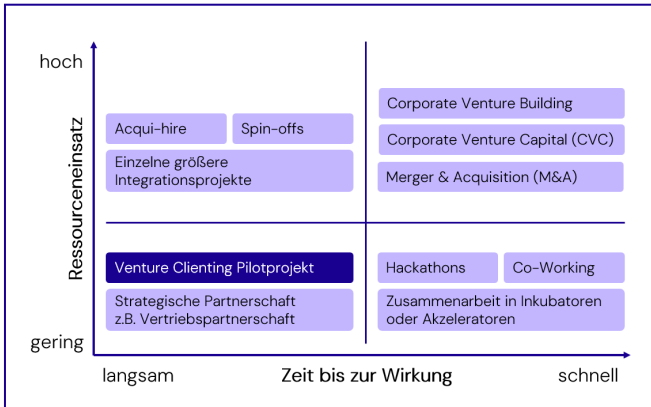 hoch
Ressourceneinsatz
gering
Acqui-hire
Spin-offs
Einzelne größere
Integrationsprojekte
Corporate Venture Building
Corporate Venture Capital (CVC)
Merger & Acquisition (M&A)
Venture Clienting Pilotprojekt
Strategische Partnerschaft
z.B. Vertriebspartnerschaft
Hackathons
Co-Working
Zusammenarbeit in Inkubatoren
oder Akzeleratoren
langsam
Zeit bis zur Wirkung
schnell